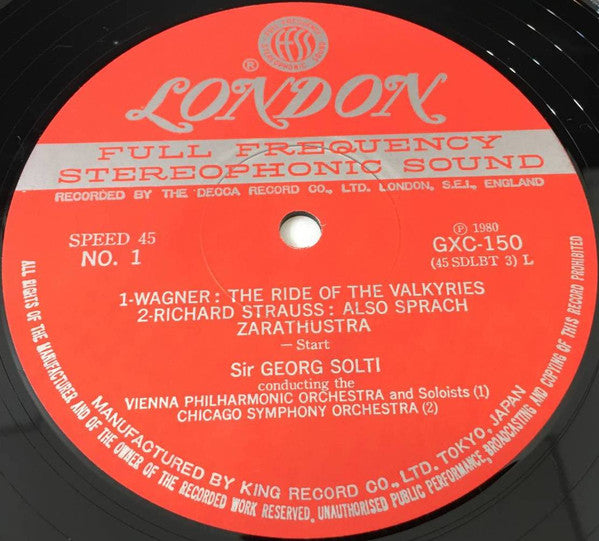 FULL FREQUENCY
FFSS
STEREOPHONIC SOUND
® LONDON
FULL FREQUENCY
STEREOPHONIC SOUND
RECORDED BY THE DECCA RECORD CO., LTD. LONDON, S.E.I., ENGLAND
SPEED 45
NO. 1
℗ 1980
GXC-150
(45 SDLBT 3) L
1-WAGNER : THE RIDE OF THE VALKYRIES
2-RICHARD STRAUSS : ALSO SPRACH
ZARATHUSTRA
— Start
Sir GEORG SOLTI
conducting the
VIENNA PHILHARMONIC ORCHESTRA and Soloists (1)
CHICAGO SYMPHONY ORCHESTRA (2)
MANUFACTURED BY KING RECORD CO., LTD. TOKYO, JAPAN
ALL RIGHTS OF THE MANUFACTURER AND OF THE OWNER OF THE RECORDED WORK RESERVED. UNAUTHORISED PUBLIC PERFORMANCE, BROADCASTING AND COPYING OF THIS RECORD PROHIBITED